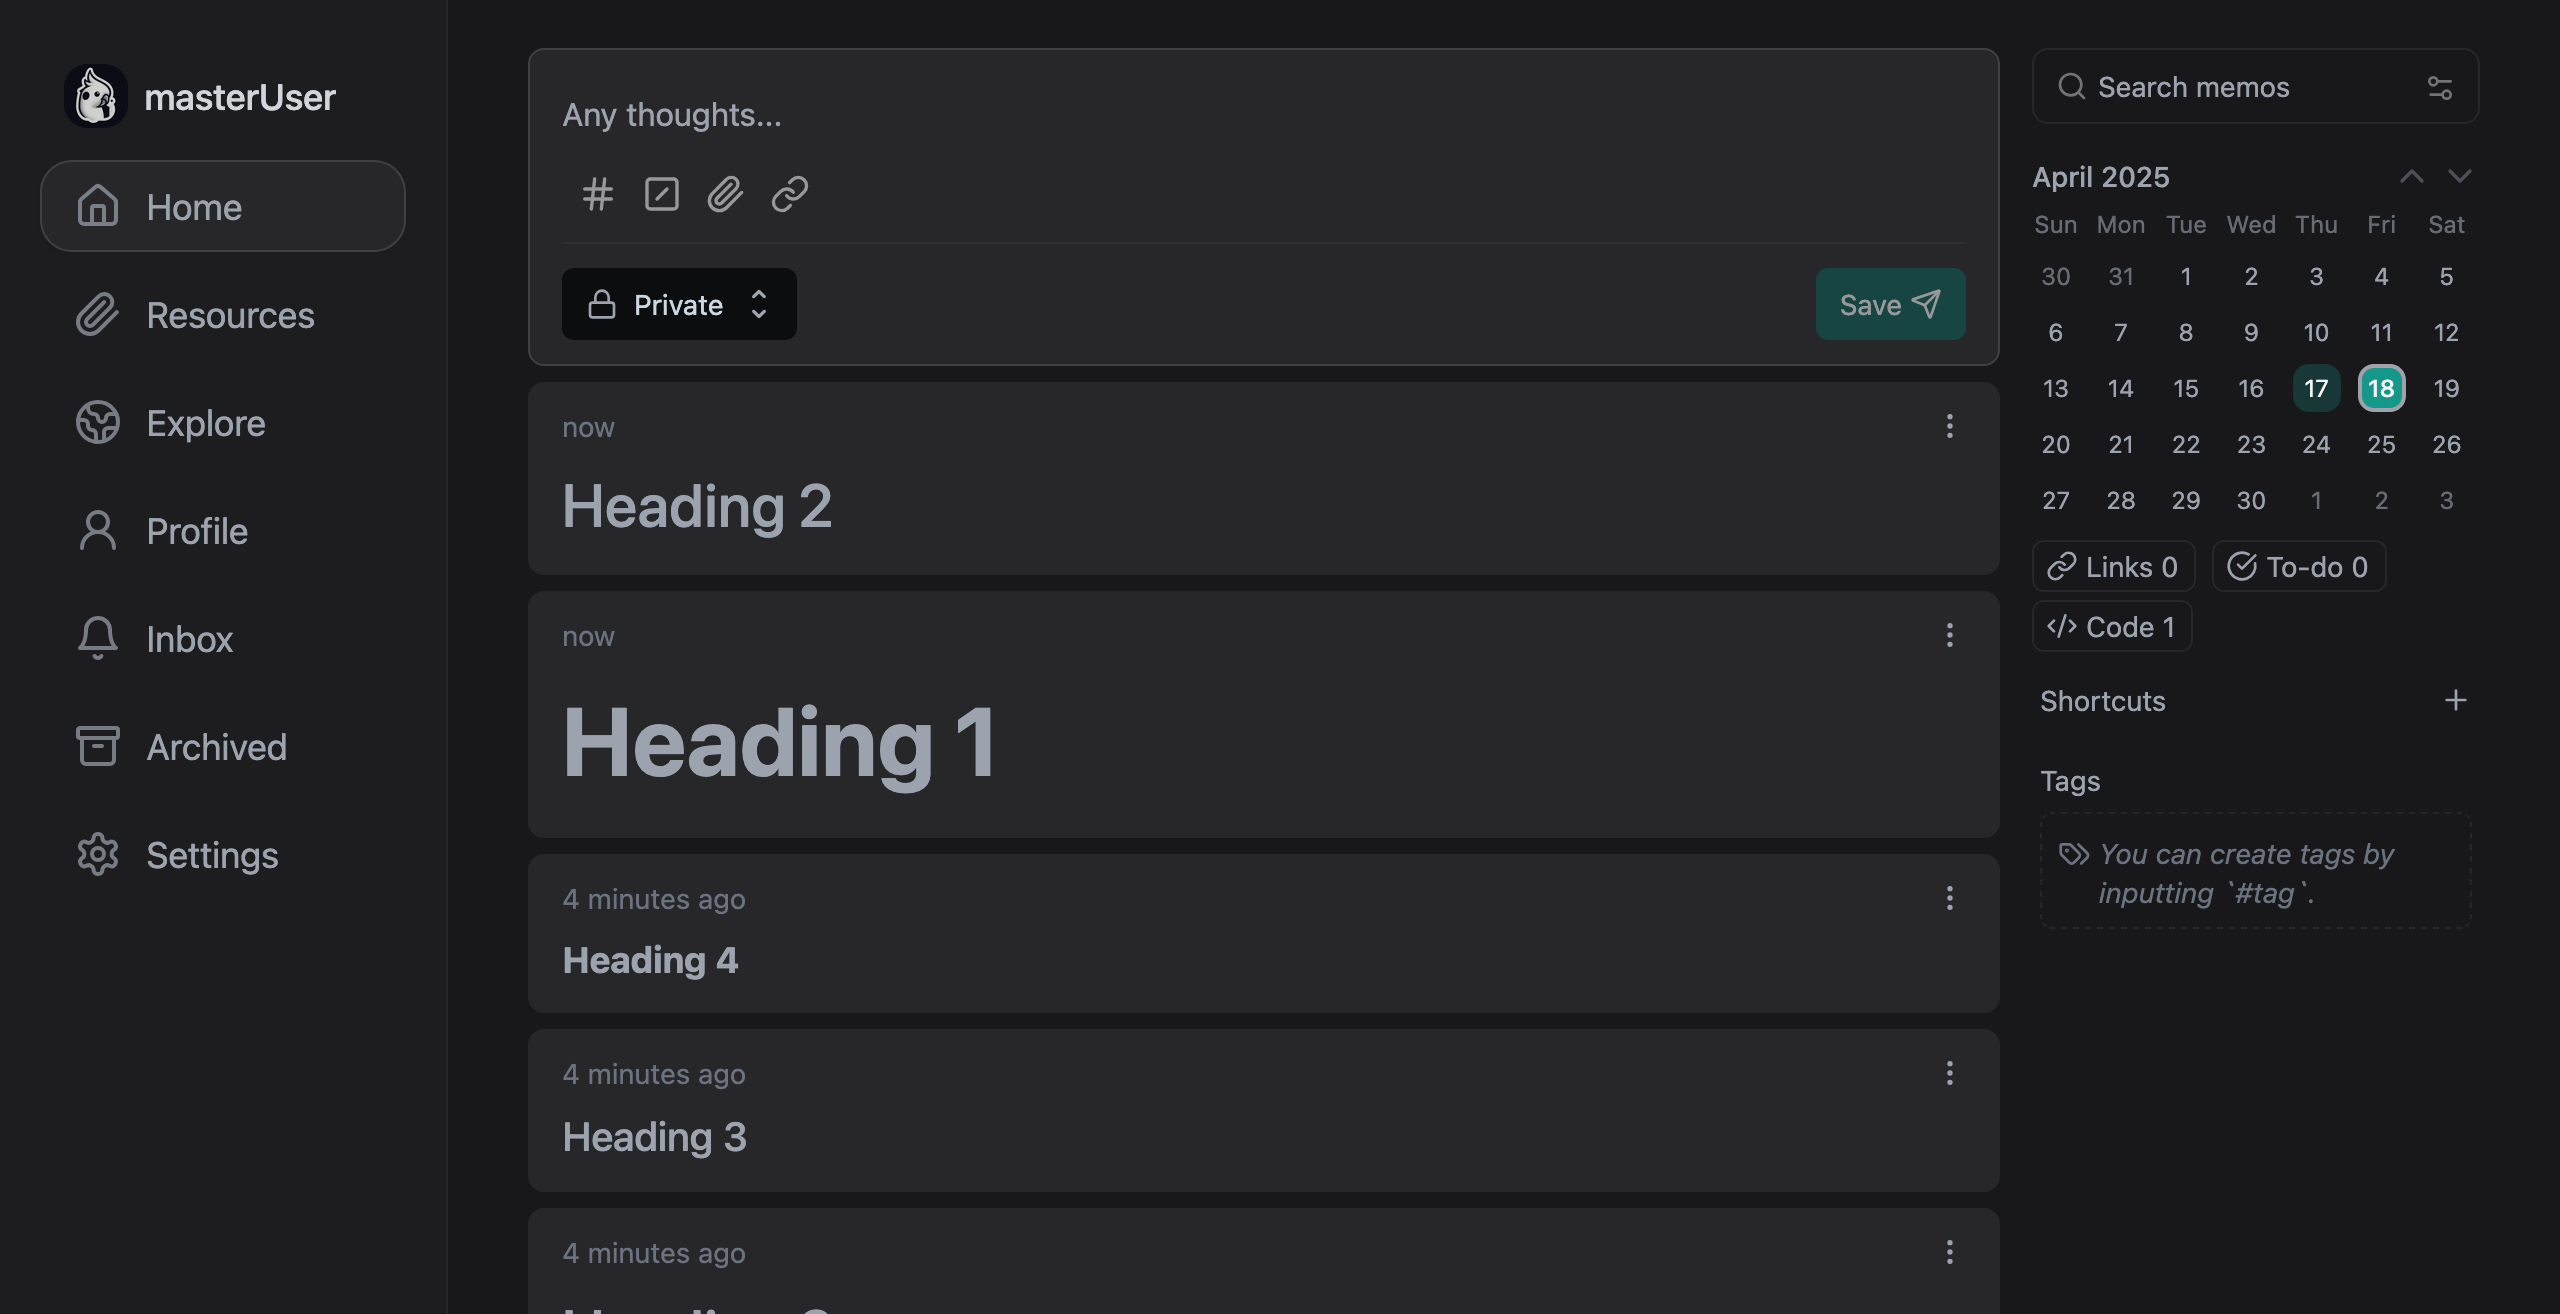 masterUser
Home
Resources
Explore
Profile
Inbox
Archived
Settings
Any thoughts...
Private
Save
now
Heading 2
now
Heading 1
4 minutes ago
Heading 4
4 minutes ago
Heading 3
4 minutes ago
Search memos
April 2025
Sun Mon Tue Wed Thu Fri Sat
30 31 1 2 3 4 5
6 7 8 9 10 11 12
13 14 15 16 17 18 19
20 21 22 23 24 25 26
27 28 29 30 1 2 3
Links 0 To-do 0
Code 1
Shortcuts
Tags
You can create tags by
inputting `#tag`.